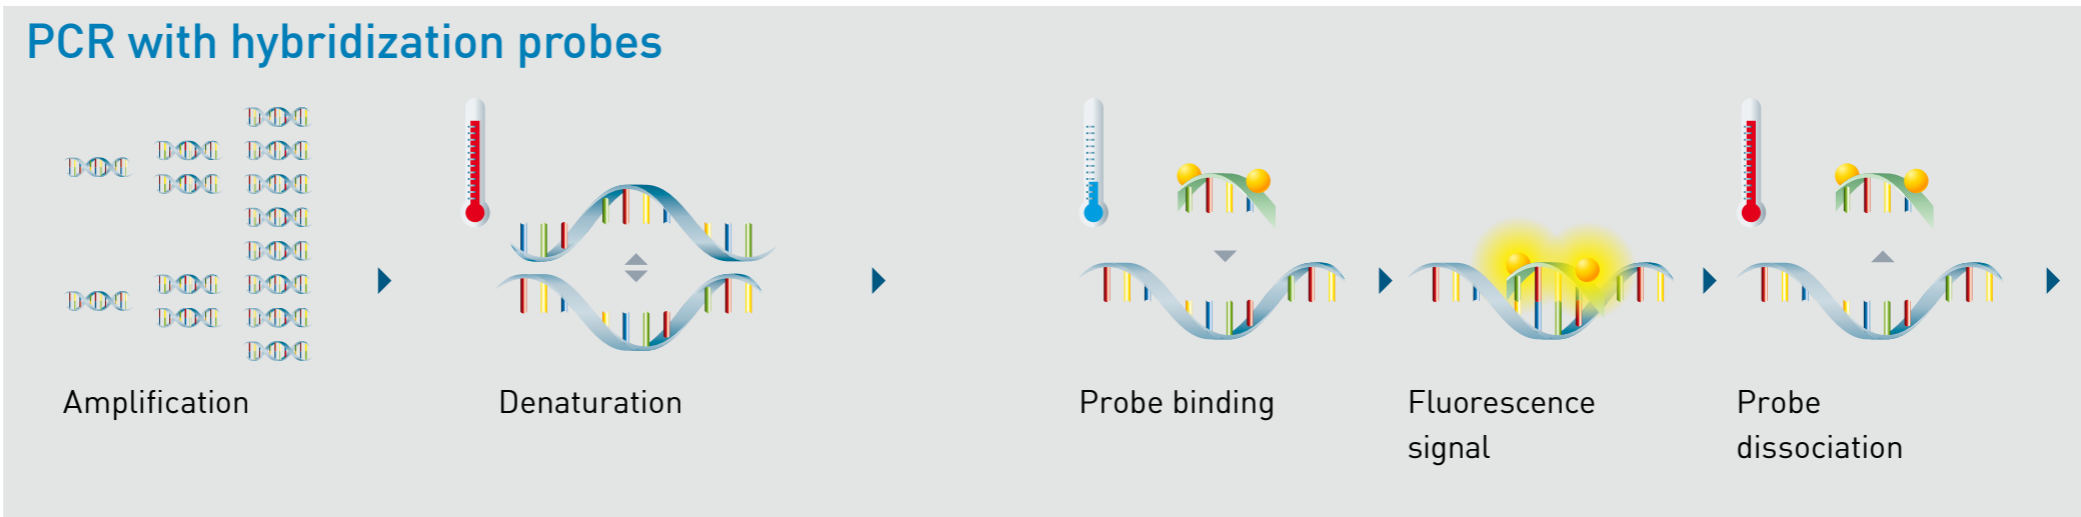 PCR with hybridization probes
Amplification
Denaturation
Probe binding
Fluorescence
signal
Probe
dissociation